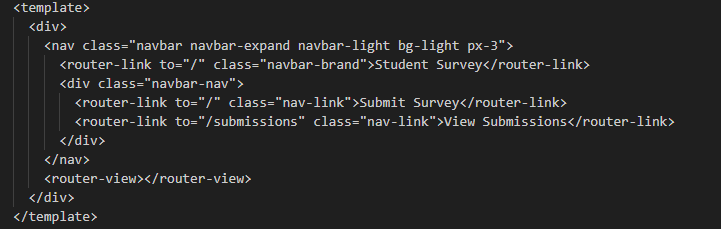 <template>
<div>
<nav class="navbar navbar-expand navbar-light bg-light px-3">
<router-link to="/" class="navbar-brand">Student Survey</router-link>
<div class="navbar-nav">
<router-link to="/" class="nav-link">Submit Survey</router-link>
<router-link to="/submissions" class="nav-link">View Submissions</router-link>
</div>
</nav>
<router-view></router-view>
</div>
</template>